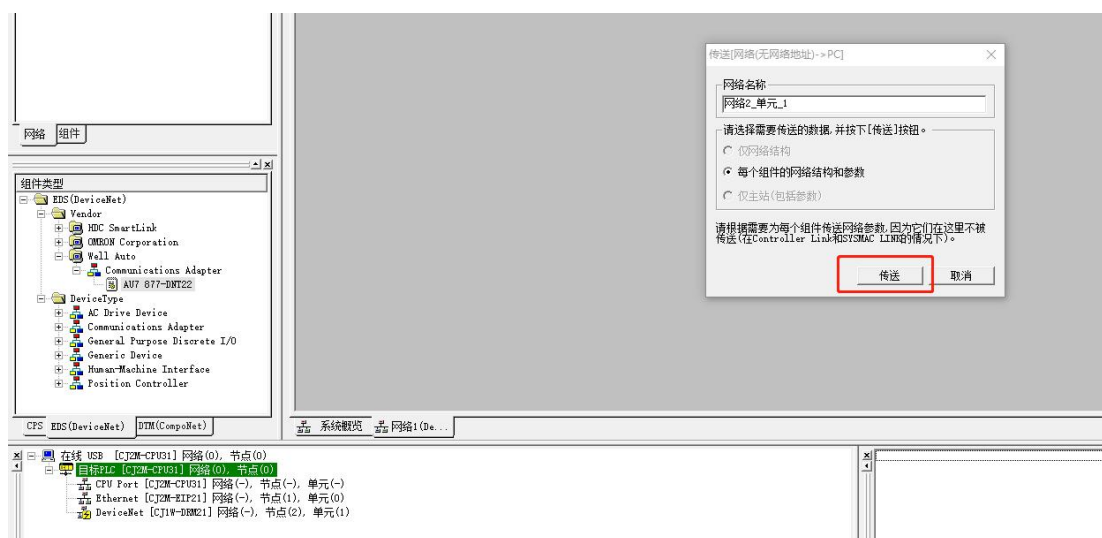 网络 组件
组件类型
EDS(DeviceNet)
Vendor
HDC SmartLink
OMRON Corporation
Well Auto
Communications Adapter
AU7 877-DNT22
DeviceType
AC Drive Device
Communications Adapter
General Purpose Discrete I/O
Generic Device
Human-Machine Interface
Position Controller
CPS EDS(DeviceNet) DTM(CompoNet)
系统概览 网络1(De...
传送[网络(无网络地址)->PC]
网络名称
网络2_单元_1
请选择需要传送的数据,并按下[传送]按钮。
仅网络结构
每个组件的网络结构和参数
仅主站(包括参数)
请根据需要为每个组件传送网络参数,因为它们在这里不被
传送(在Controller Link和SYSMAC LINK的情况下)。
传送 取消
在线 USB [CJ2M-CPU31] 网络(0), 节点(0)
目标PLC [CJ2M-CPU31] 网络(0), 节点(0)
CPU Port [CJ2M-CPU31] 网络(-), 节点(-), 单元(-)
Ethernet [CJ2M-EIP21] 网络(-), 节点(1), 单元(0)
DeviceNet [CJ1W-DRM21] 网络(-), 节点(2), 单元(1)